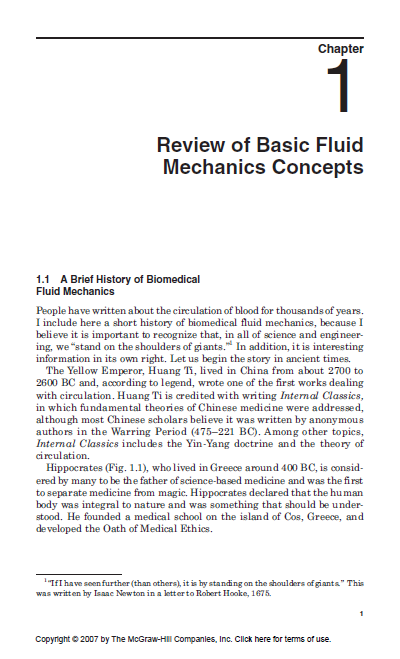 Chapter
1
Review of Basic Fluid
Mechanics Concepts
1.1 A Brief History of Biomedical
Fluid Mechanics
People have written about the circulation of blood for thousands of years.
I include here a short history of biomedical fluid mechanics, because I
believe it is important to recognize that, in all of science and engineer-
ing, we “stand on the shoulders of giants.”1 In addition, it is interesting
information in its own right. Let us begin the story in ancient times.
The Yellow Emperor, Huang Ti, lived in China from about 2700 to
2600 BC and, according to legend, wrote one of the first works dealing
with circulation. Huang Ti is credited with writing Internal Classics,
in which fundamental theories of Chinese medicine were addressed,
although most Chinese scholars believe it was written by anonymous
authors in the Warring Period (475–221 BC). Among other topics,
Internal Classics includes the Yin-Yang doctrine and the theory of
circulation.
Hippocrates (Fig. 1.1), who lived in Greece around 400 BC, is consid-
ered by many to be the father of science-based medicine and was the first
to separate medicine from magic. Hippocrates declared that the human
body was integral to nature and was something that should be under-
stood. He founded a medical school on the island of Cos, Greece, and
developed the Oath of Medical Ethics.
1“If I have seen further (than others), it is by standing on the shoulders of giants.” This
was written by Isaac Newton in a letter to Robert Hooke, 1675.
1
Copyright © 2007 by The McGraw-Hill Companies, Inc. Click here for terms of use.